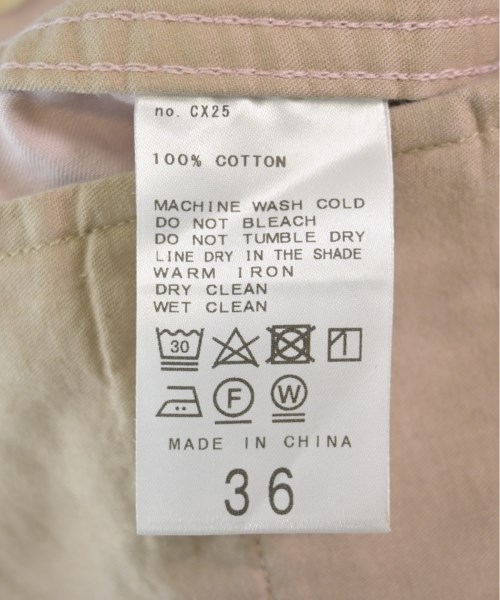 no. CX25
100% COTTON
MACHINE WASH COLD
DO NOT BLEACH
DO NOT TUMBLE DRY
LINE DRY IN THE SHADE
WARM IRON
DRY CLEAN
WET CLEAN
30
F W
MADE IN CHINA
36